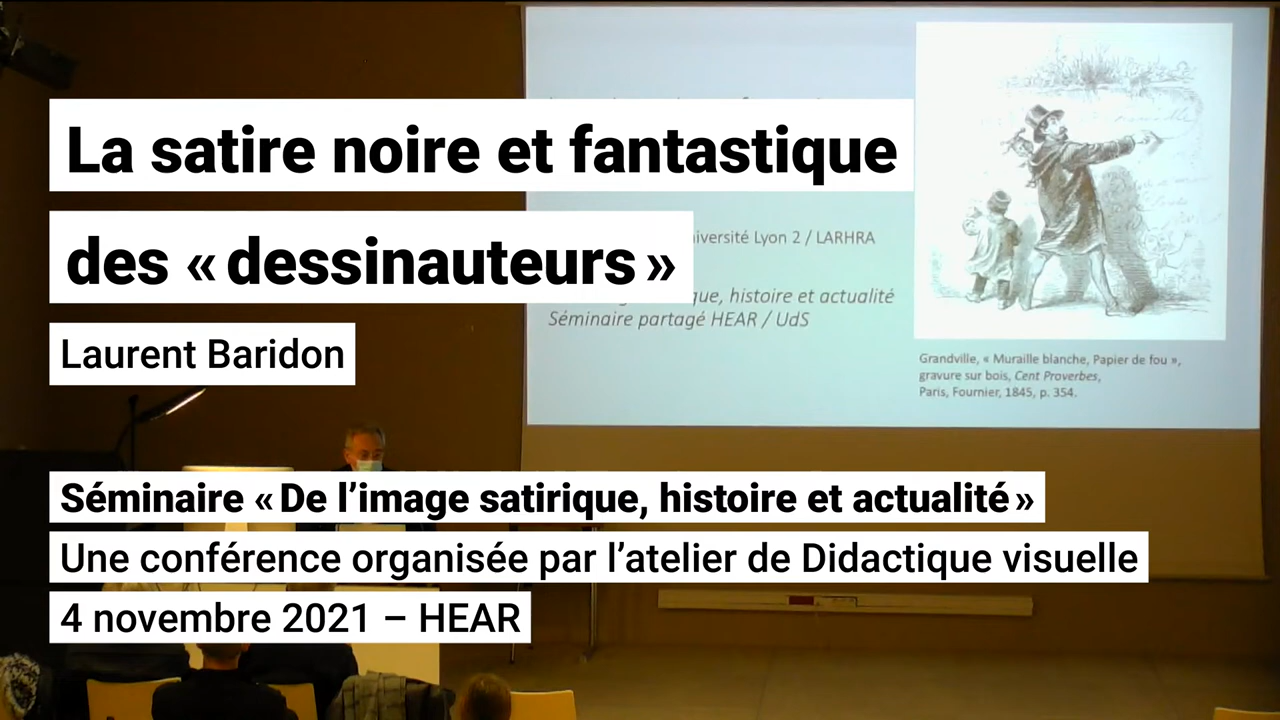 La satire noire et fantastique
des « dessinauteurs »
Laurent Baridon
Université Lyon 2 / LARHRA
que, histoire et actualité
Séminaire partagé HEAR / UdS
Grandville, « Muraille blanche, Papier de fou »,
gravure sur bois, Cent Proverbes,
Paris, Fournier, 1845, p. 354.
Séminaire « De l’image satirique, histoire et actualité »
Une conférence organisée par l’atelier de Didactique visuelle
4 novembre 2021 – HEAR